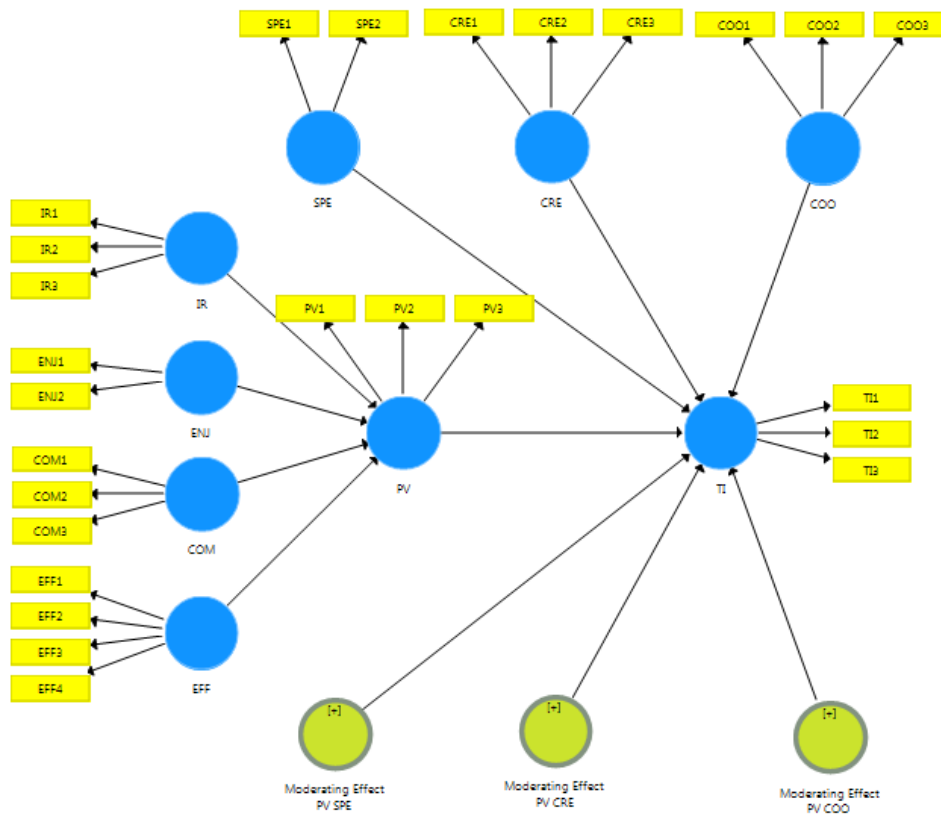 SPE1
SPE2
CRE1
CRE2
CRE3
COO1
COO2
COO3
SPE
CRE
COO
IR1
IR2
IR3
IR
PV1
PV2
PV3
ENJ1
ENJ2
ENJ
TI1
TI2
TI3
COM1
COM2
COM3
COM
PV
TI
EFF1
EFF2
EFF3
EFF4
EFF
[+]
[+]
[+]
Moderating Effect
PV SPE
Moderating Effect
PV CRE
Moderating Effect
PV COO